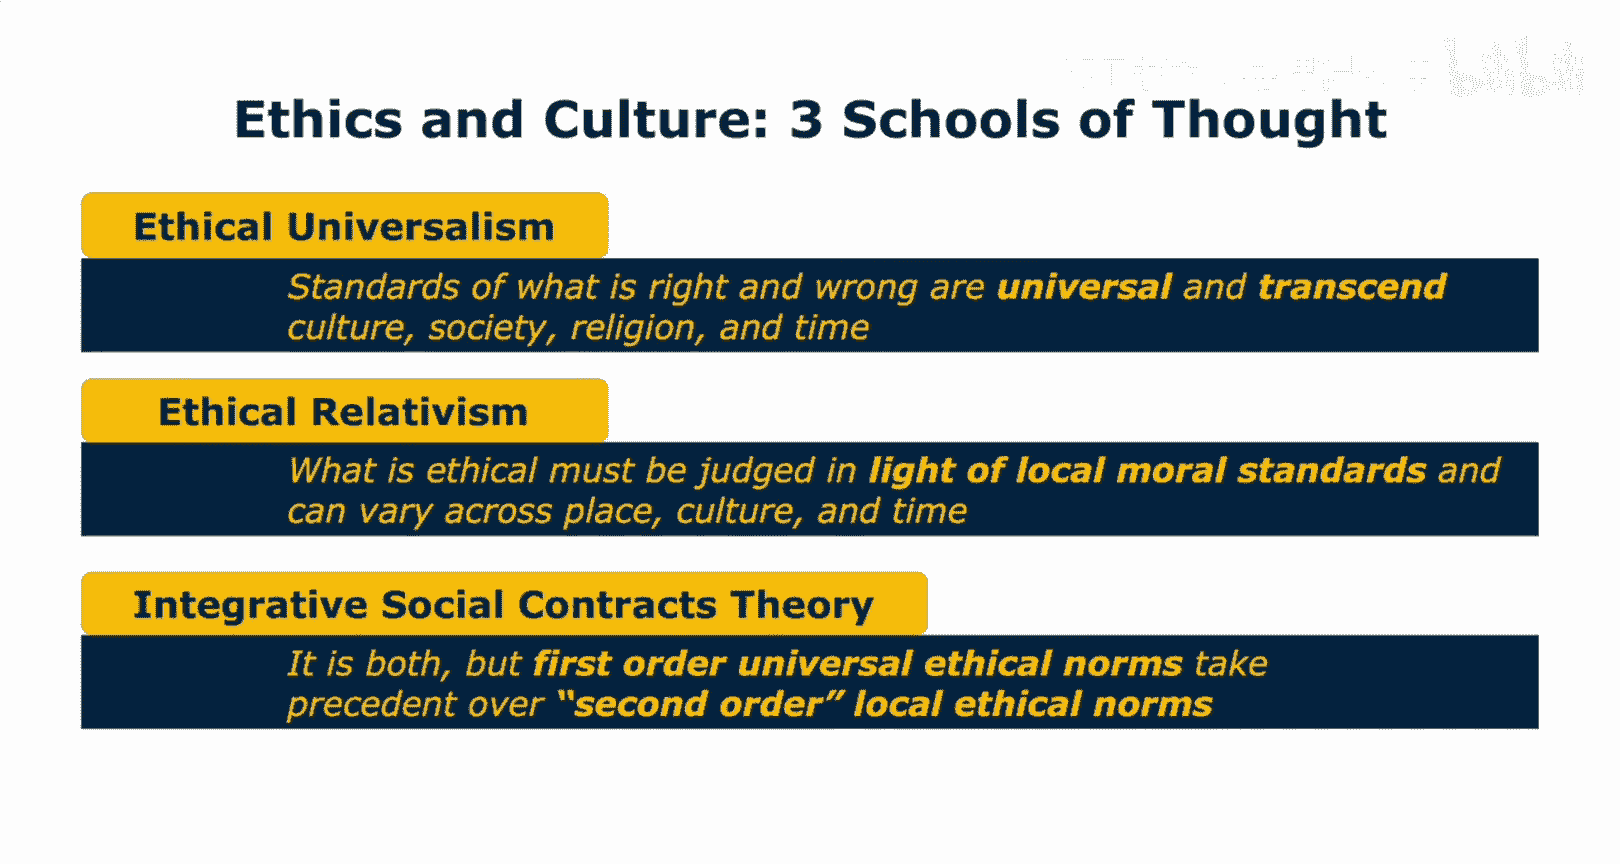 Ethics and Culture: 3 Schools of Thought
Ethical Universalism
Standards of what is right and wrong are universal and transcend
culture, society, religion, and time
Ethical Relativism
What is ethical must be judged in light of local moral standards and
can vary across place, culture, and time
Integrative Social Contracts Theory
It is both, but first order universal ethical norms take
precedent over “second order” local ethical norms
bilibili